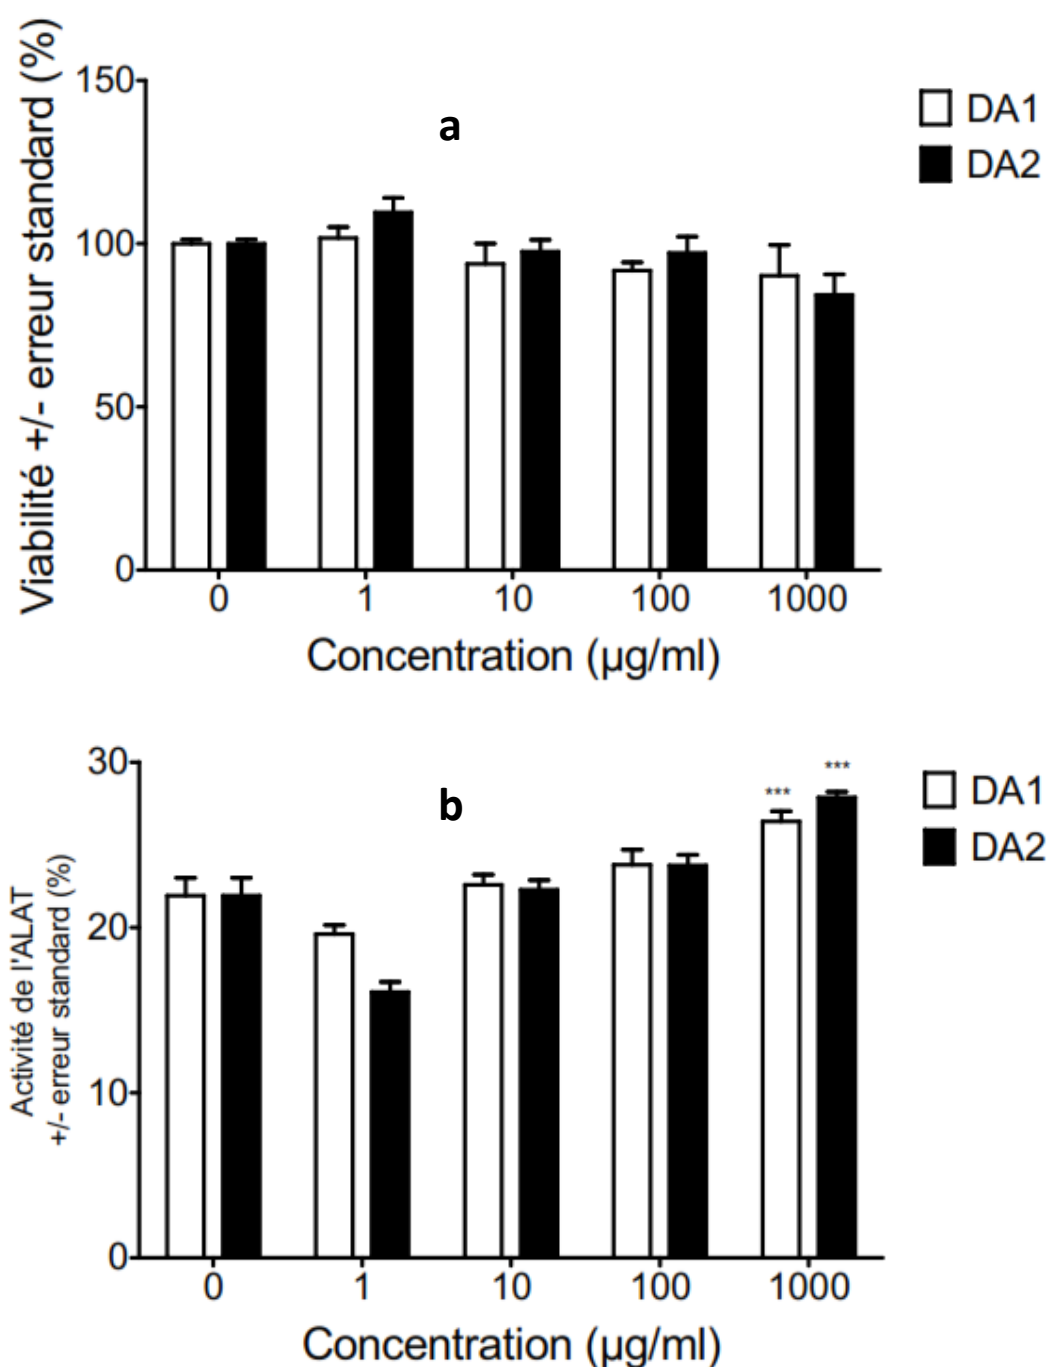 Viabilité +/- erreur standard (%)
150
100
50
0
a
DA1
DA2
0 1 10 100 1000
Concentration (µg/ml)
Activité de l'ALAT
+/- erreur standard (%)
30
20
10
0
b
*** ***
DA1
DA2
0 1 10 100 1000
Concentration (µg/ml)